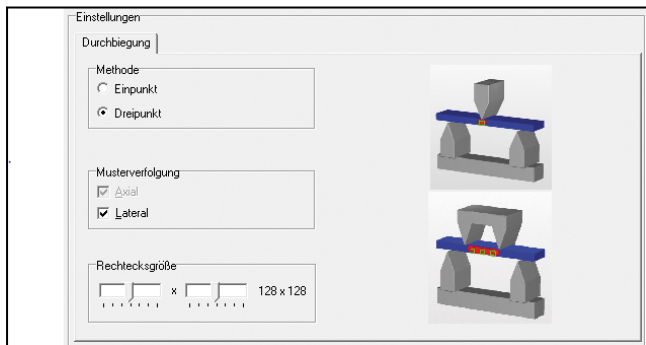 Einstellungen
Durchbiegung
Methode
Einpunkt
Dreipunkt
Musterverfolgung
Axial
Lateral
Rechtecksgröße
x 128 x 128